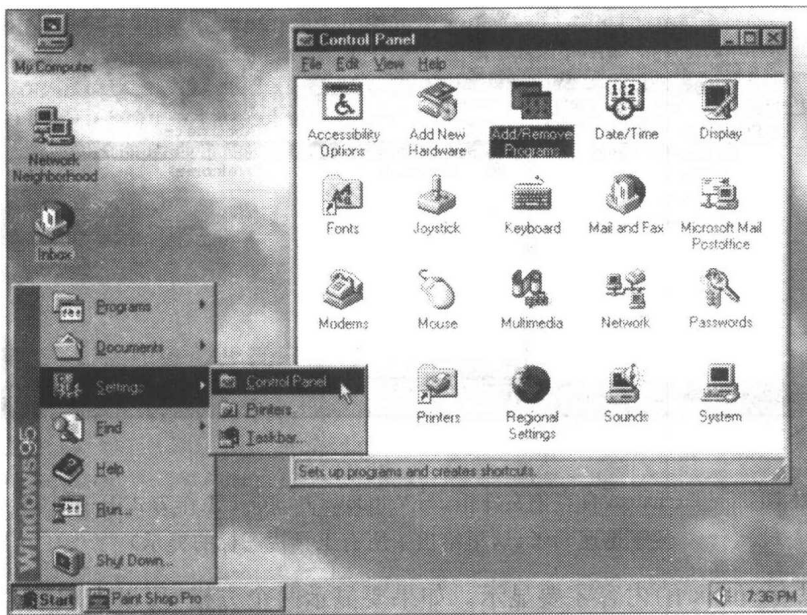 My Computer
Network
Neighborhood
Inbox
Control Panel
File Edit View Help
Accessibility
Options
Add New
Hardware
Add/Remove
Programs
Date/Time
Display
Fonts
Joystick
Keyboard
Mail and Fax
Microsoft Mail
Postoffice
Modems
Mouse
Multimedia
Network
Passwords
Printers
Regional
Settings
Sounds
System
Sets up programs and creates shortcuts.
Windows95
Programs
Documents
Settings
Find
Help
Run...
Shut Down...
Control Panel
Printers
Taskbar...
Start
Paint Shop Pro
7:36 PM